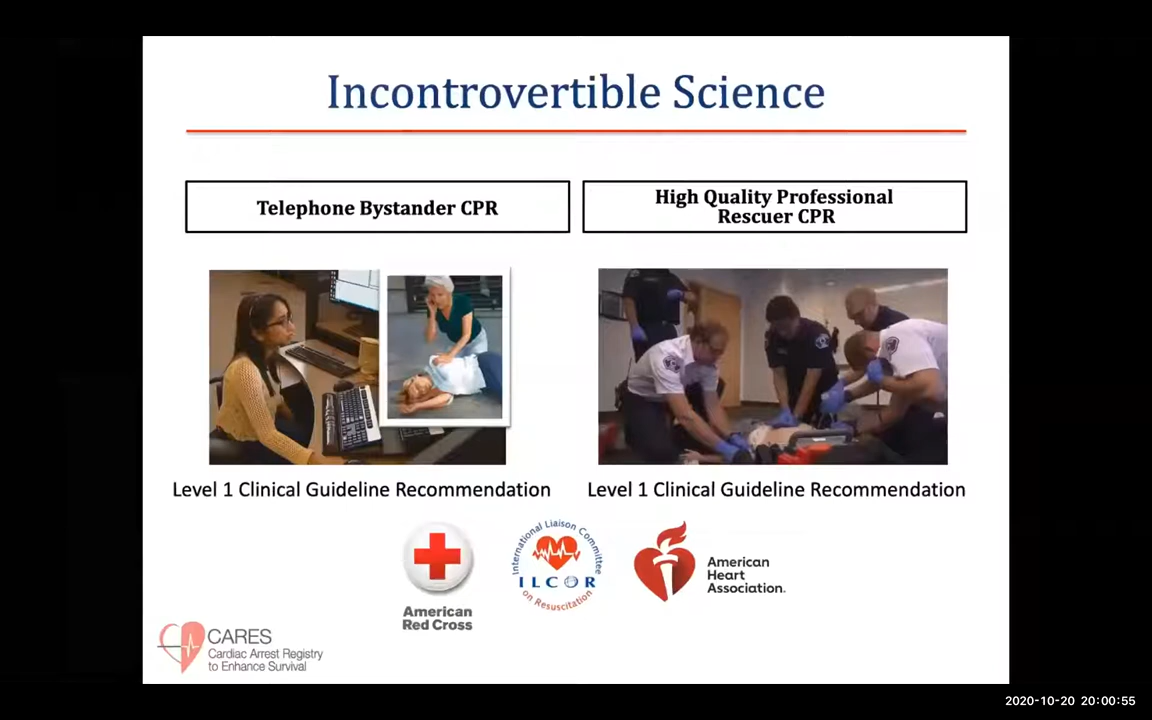 Incontrovertible Science
Telephone Bystander CPR
High Quality Professional
Rescuer CPR
Level 1 Clinical Guideline Recommendation
Level 1 Clinical Guideline Recommendation
American
Red Cross
International Liaison Committee
ILCOR
on Resuscitation
American
Heart
Association.
CARES
Cardiac Arrest Registry
to Enhance Survival
2020-10-20 20:00:55